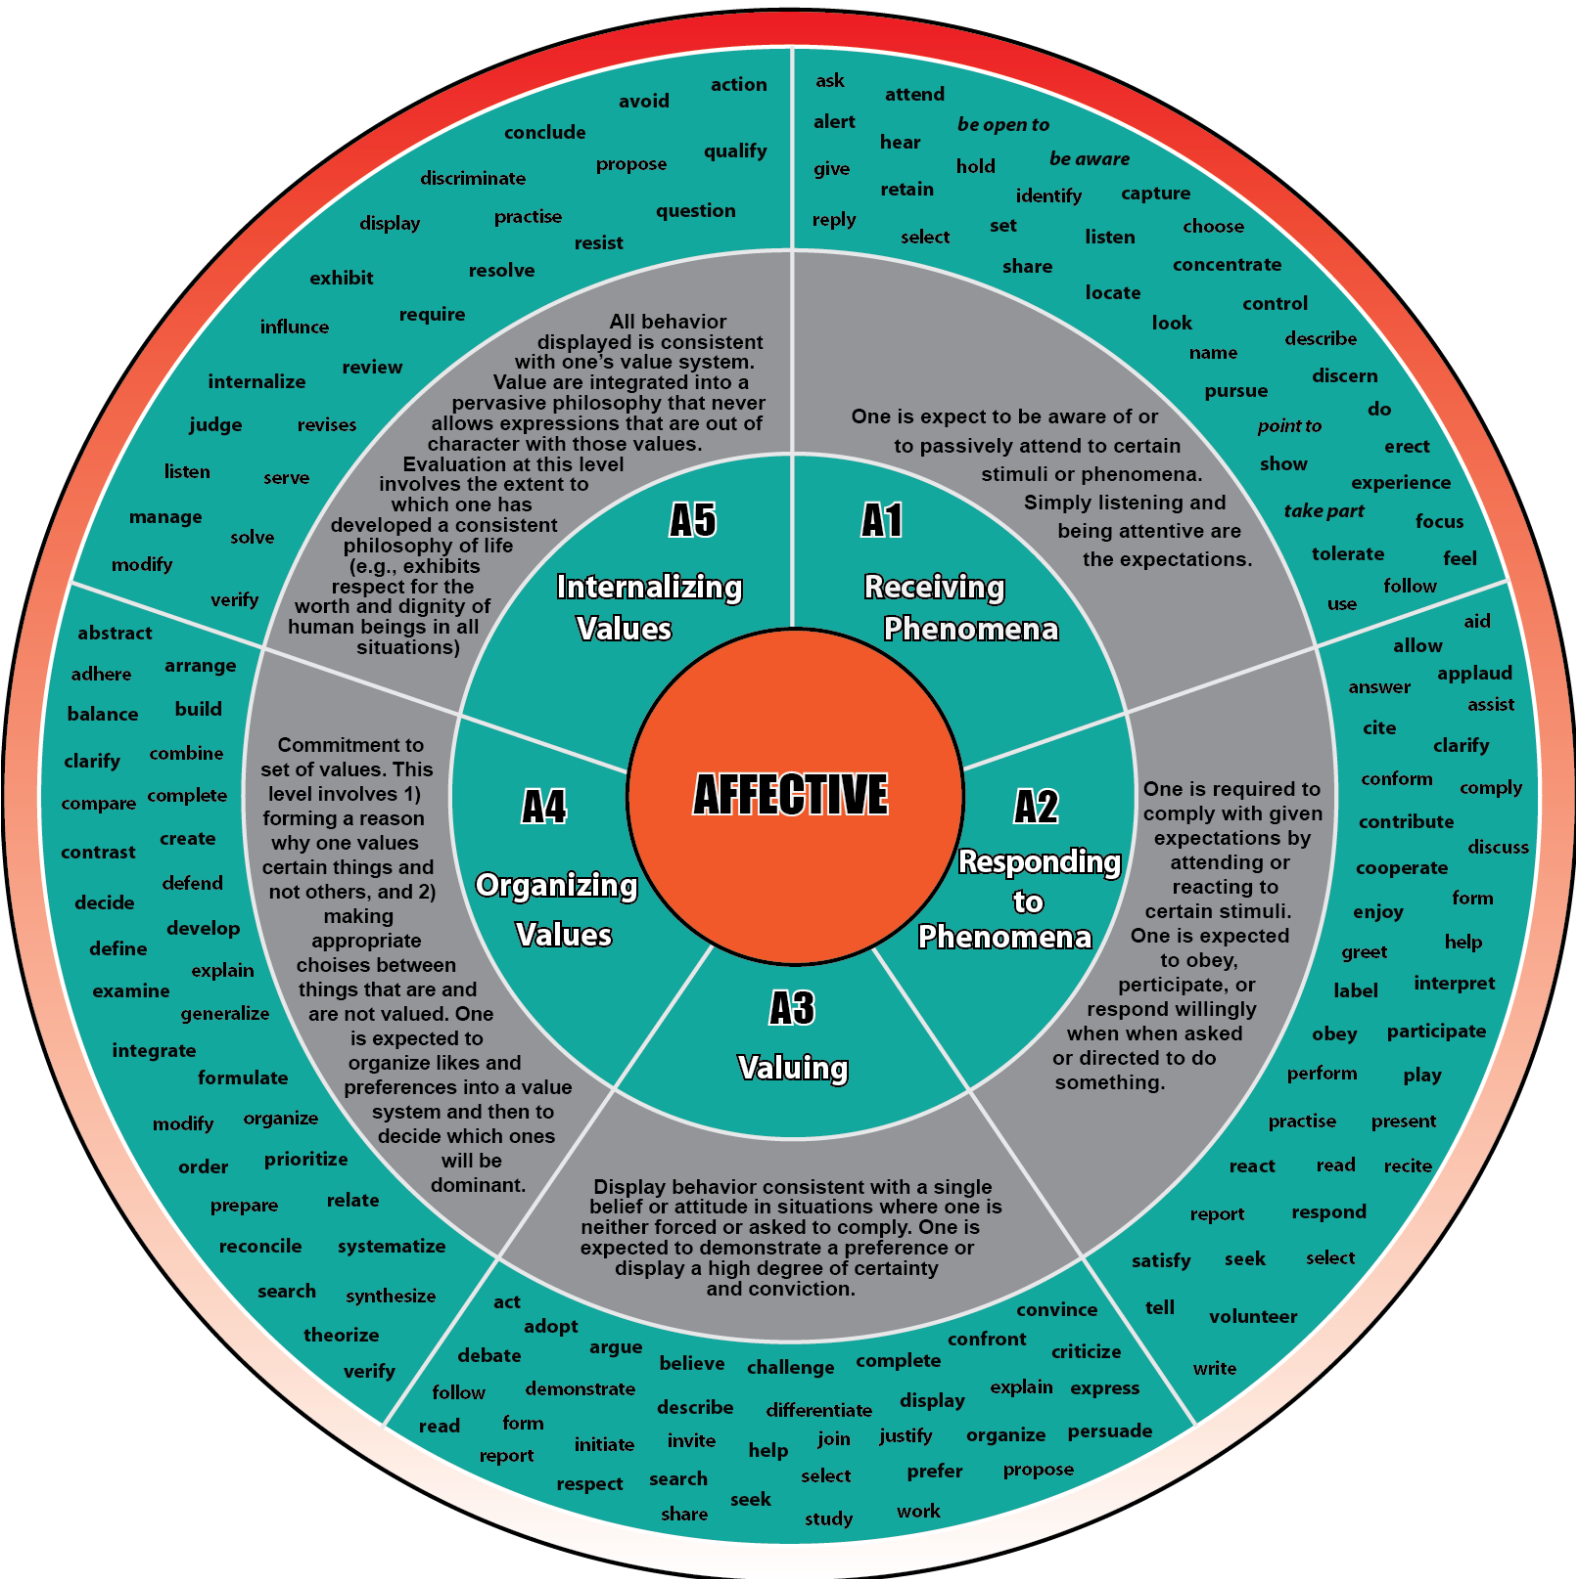 AFFECTIVE
A1
Receiving
Phenomena
One is expect to be aware of or
to passively attend to certain
stimuli or phenomena.
Simply listening and
being attentive are
the expectations.
ask
attend
alert
be open to
hear
be aware
give
hold
retain
identify
capture
reply
set
choose
select
listen
share
concentrate
locate
control
look
describe
name
discern
pursue
do
point to
erect
show
experience
take part
focus
tolerate
feel
follow
use
A2
Responding
to
Phenomena
One is required to
comply with given
expectations by
attending or
reacting to
certain stimuli.
One is expected
to obey,
perticipate, or
respond willingly
when when asked
or directed to do
something.
aid
allow
applaud
answer
assist
cite
clarify
conform
comply
contribute
discuss
cooperate
form
enjoy
help
greet
interpret
label
obey
participate
perform
play
practise
present
react
read
recite
report
respond
satisfy
seek
select
tell
volunteer
write
A3
Valuing
Display behavior consistent with a single
belief or attitude in situations where one is
neither forced or asked to comply. One is
expected to demonstrate a preference or
display a high degree of certainty
and conviction.
act
adopt
argue
debate
believe
challenge
complete
confront
convince
criticize
follow
demonstrate
describe
differentiate
display
explain
express
read
form
report
initiate
invite
help
join
justify
organize
persuade
respect
search
select
prefer
propose
share
seek
study
work
A4
Organizing
Values
Commitment to
set of values. This
level involves 1)
forming a reason
why one values
certain things and
not others, and 2)
making
appropriate
choises between
things that are and
are not valued. One
is expected to
organize likes and
preferences into a value
system and then to
decide which ones
will be
dominant.
abstract
adhere
arrange
balance
build
clarify
combine
compare
complete
contrast
create
decide
defend
define
develop
examine
explain
generalize
integrate
formulate
modify
organize
order
prioritize
prepare
relate
reconcile
systematize
search
synthesize
theorize
verify
A5
Internalizing
Values
All behavior
displayed is consistent
with one's value system.
Value are integrated into a
pervasive philosophy that never
allows expressions that are out of
character with those values.
Evaluation at this level
involves the extent to
which one has
developed a consistent
philosophy of life
(e.g., exhibits
respect for the
worth and dignity of
human beings in all
situations)
action
avoid
conclude
qualify
propose
discriminate
question
practise
display
resist
resolve
exhibit
require
influnce
review
internalize
judge
revises
listen
serve
manage
solve
modify
verify